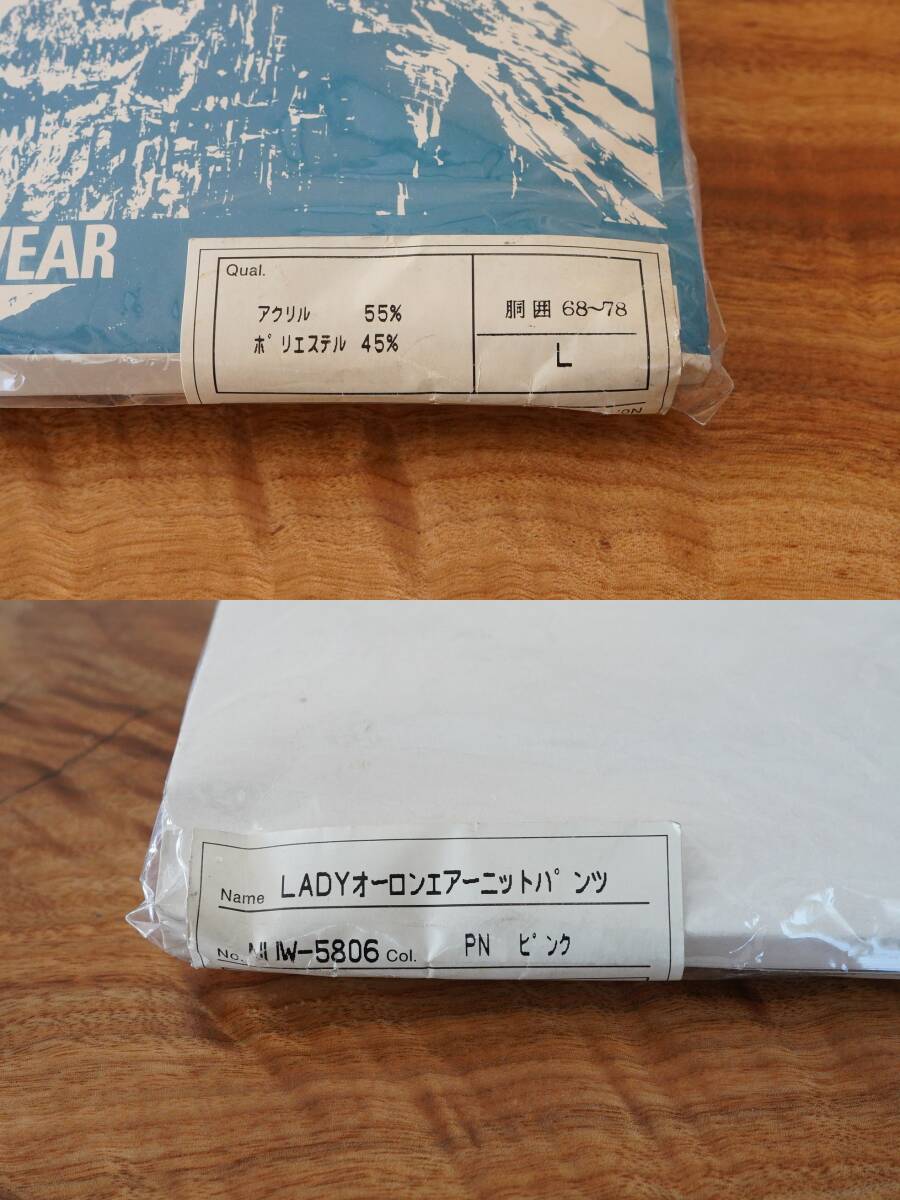 WEAR
Qual.
アクリル 55%
ポリエステル 45%
胴囲 68~78
L
Name LADYオーロンエアーニットパンツ
No. NUW-5806 Col. PN ピンク